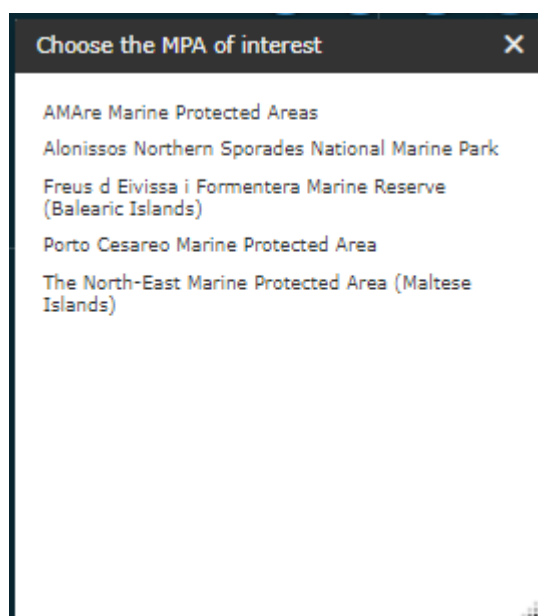 Choose the MPA of interest
AMAre Marine Protected Areas
Alonissos Northern Sporades National Marine Park
Freus d Eivissa i Formentera Marine Reserve
(Balearic Islands)
Porto Cesareo Marine Protected Area
The North-East Marine Protected Area (Maltese
Islands)